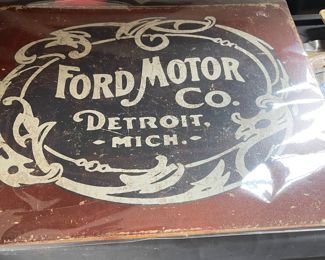 FORD MOTOR
CO.
DETROIT,
- MICH. -